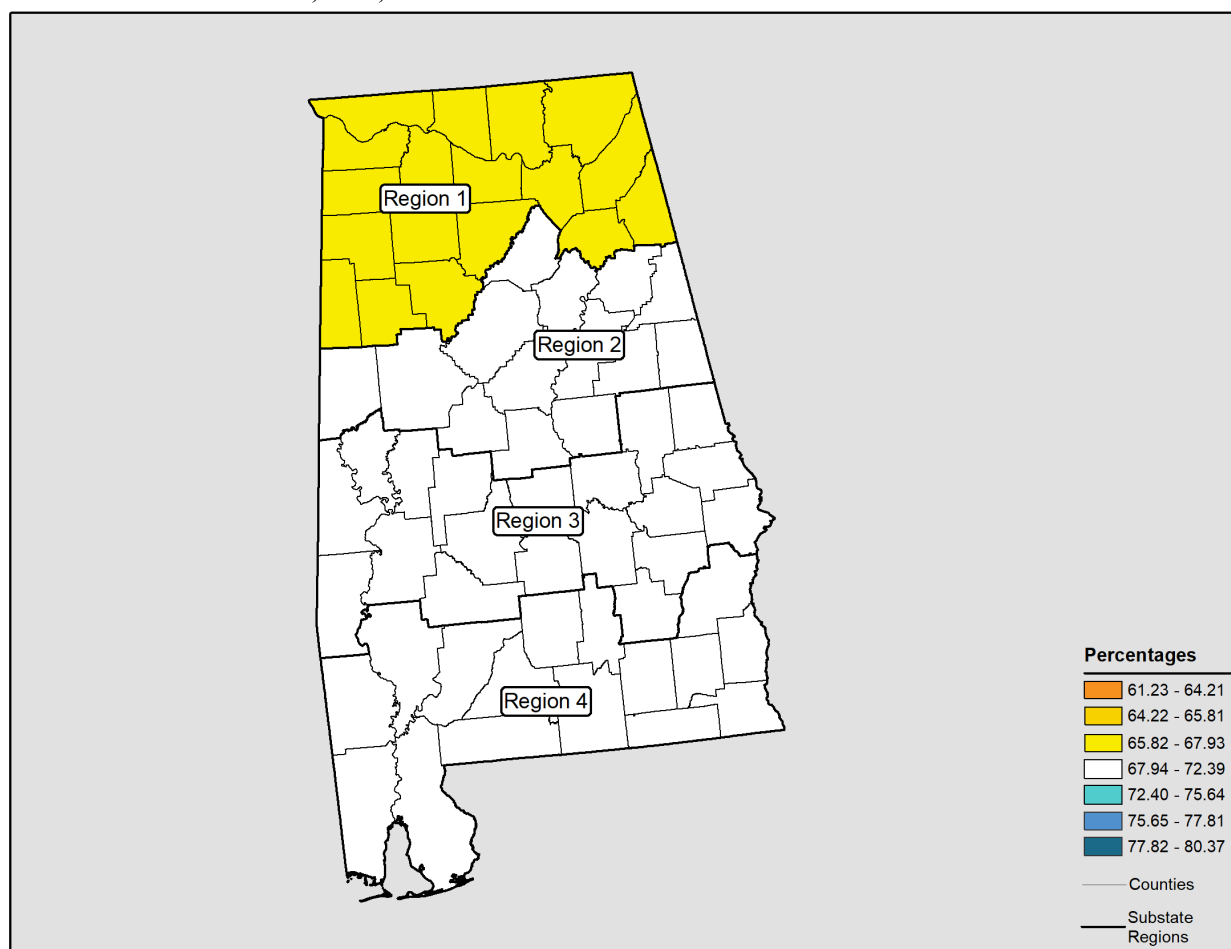 Region 1
Region 2
Region 3
Region 4
Percentages
61.23 - 64.21
64.22 - 65.81
65.82 - 67.93
67.94 - 72.39
72.40 - 75.64
75.65 - 77.81
77.82 - 80.37
Counties
Substate
Regions